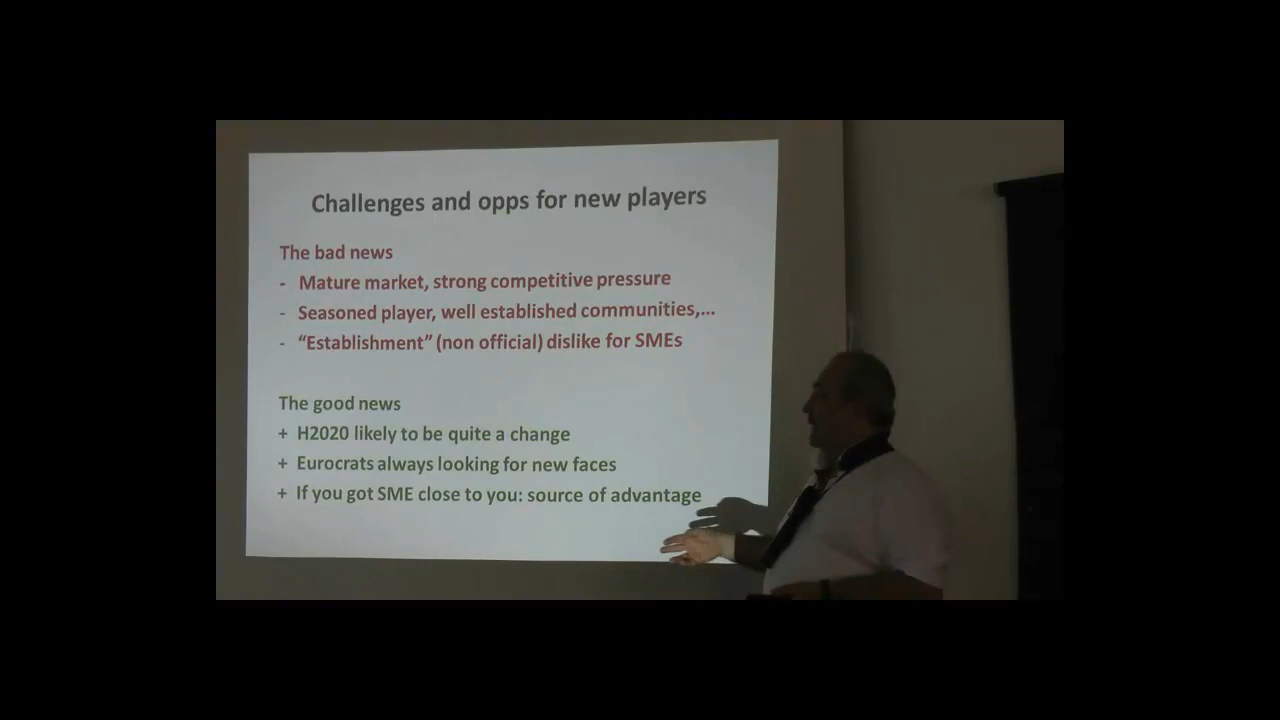 Challenges and opps for new players
The bad news
- Mature market, strong competitive pressure
- Seasoned player, well established communities,...
- “Establishment” (non official) dislike for SMEs
The good news
+ H2020 likely to be quite a change
+ Eurocrats always looking for new faces
+ If you got SME close to you: source of advantage